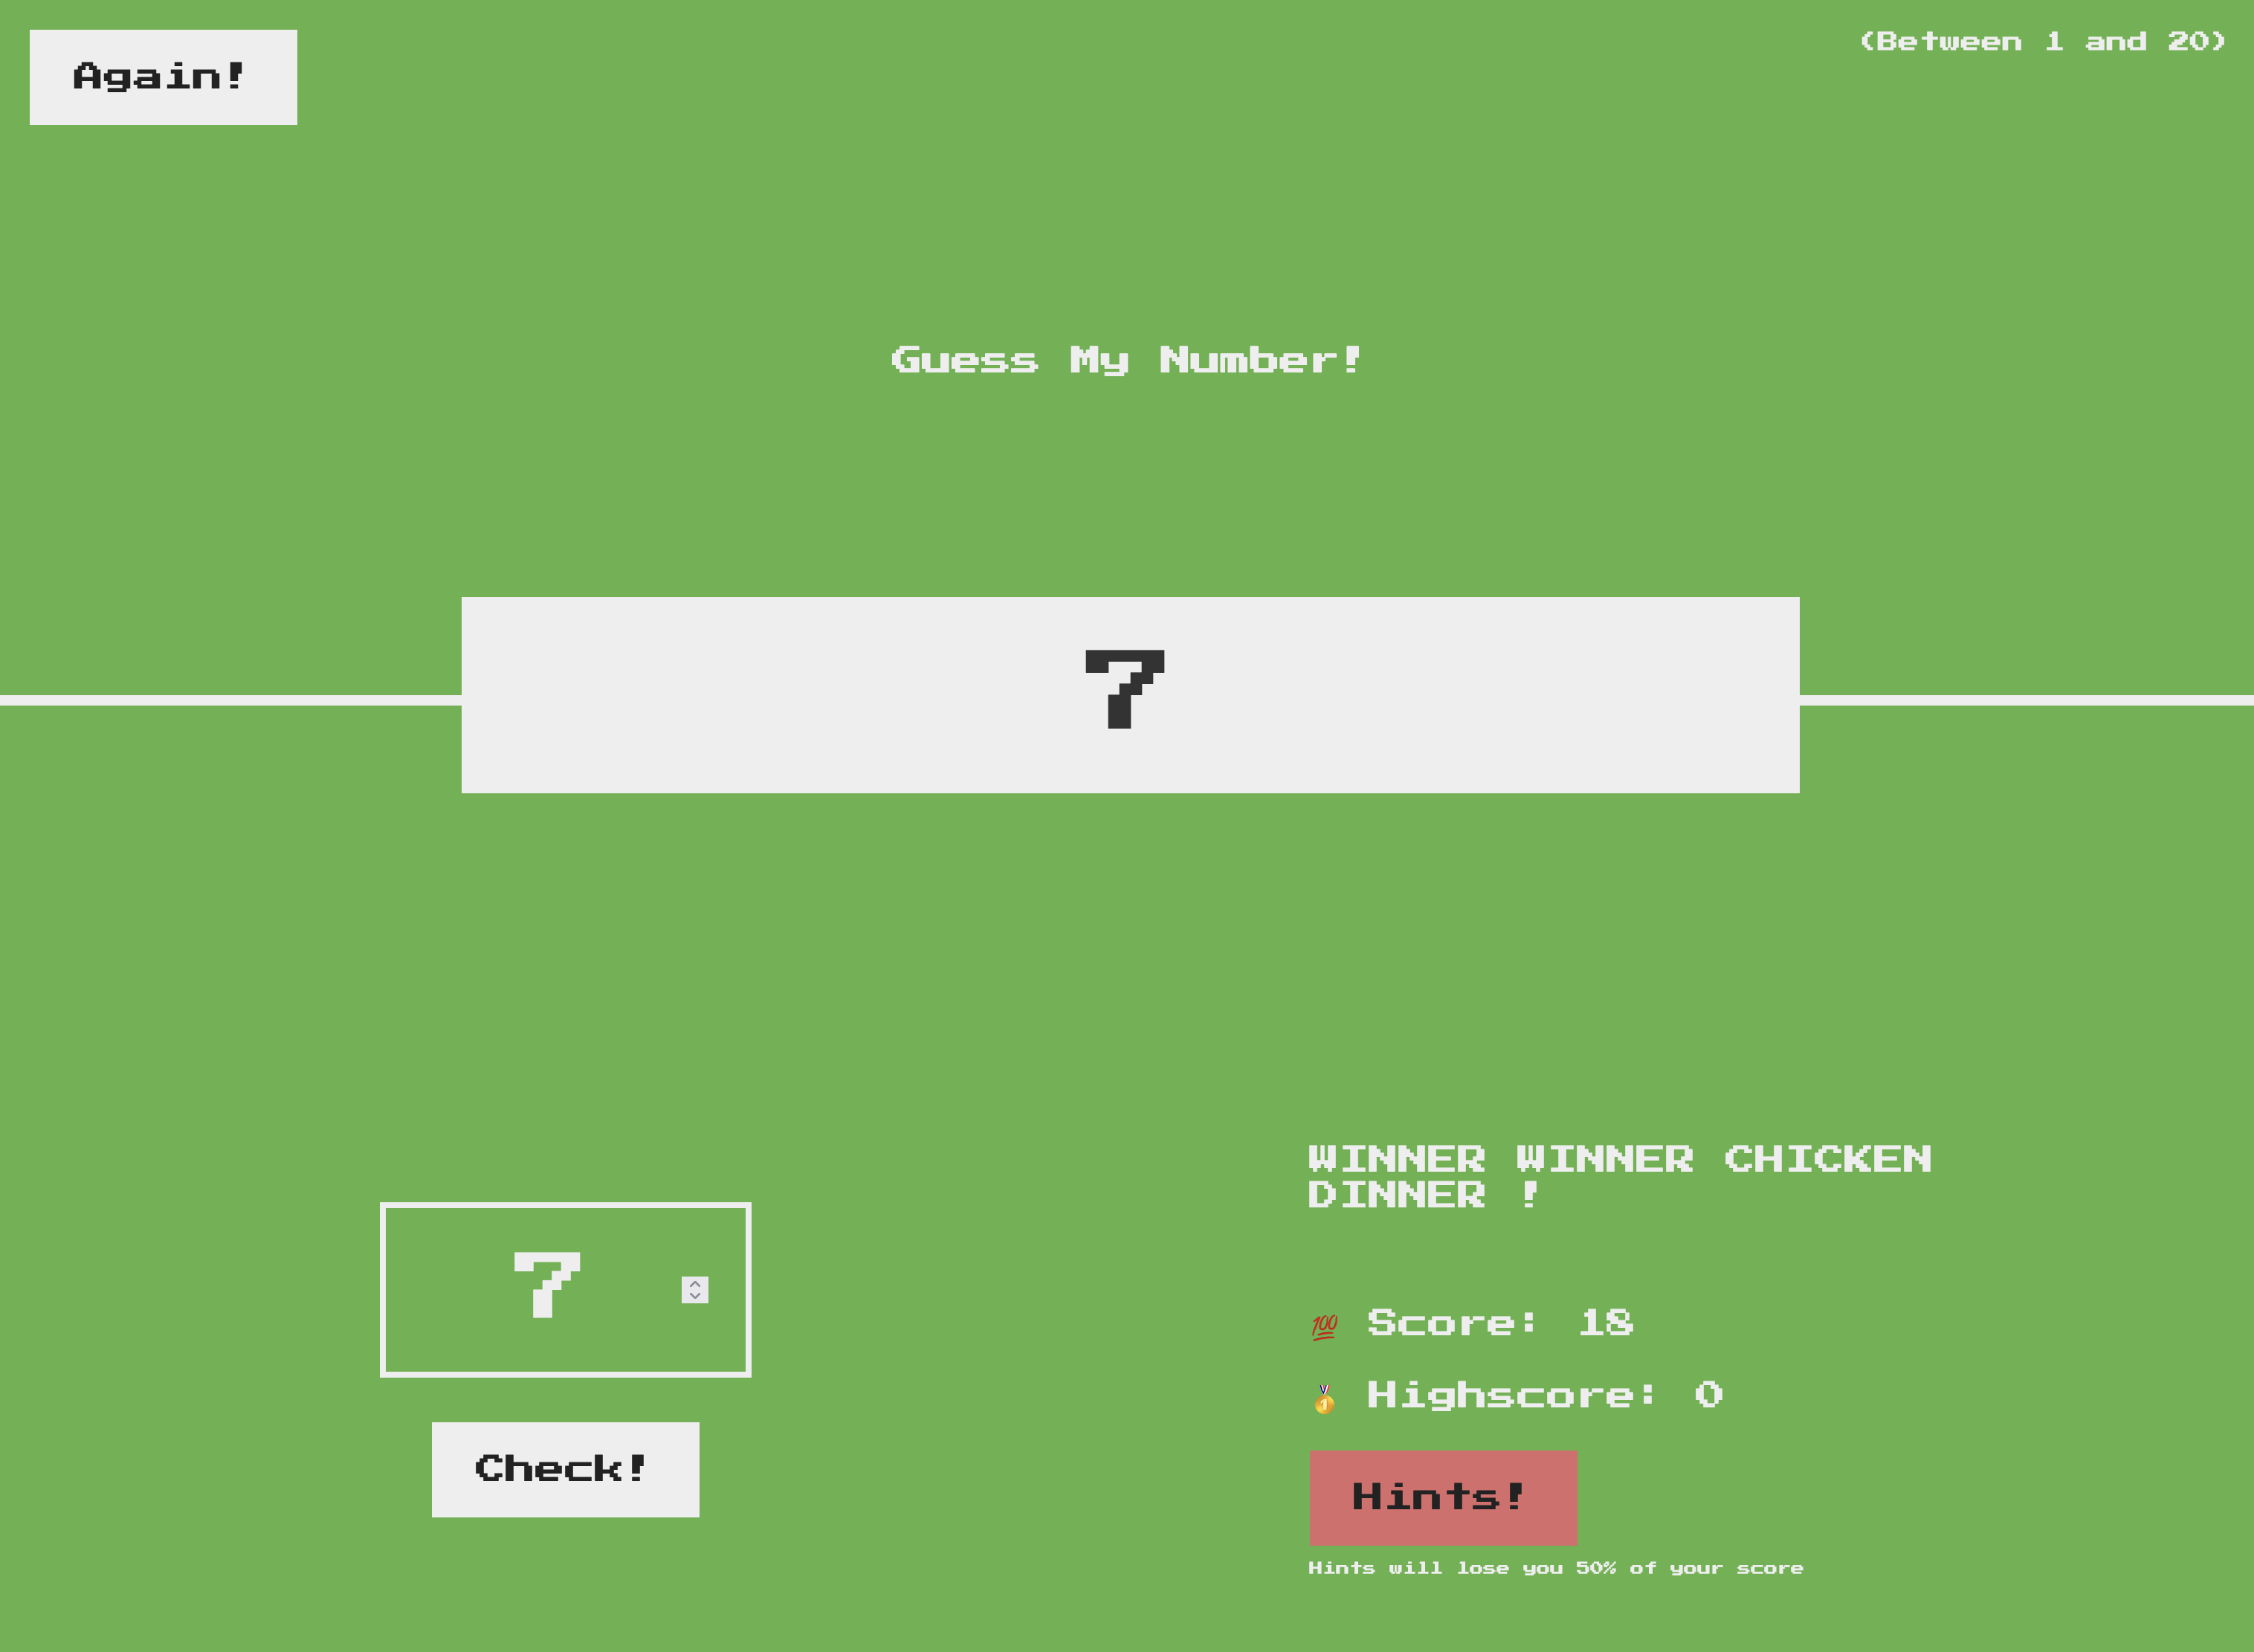 Again!
(Between 1 and 20)
Guess My Number!
7
WINNER WINNER CHICKEN
DINNER !
7
💯 Score: 18
🥇 Highscore: 0
Check!
Hints!
Hints will lose you 50% of your score